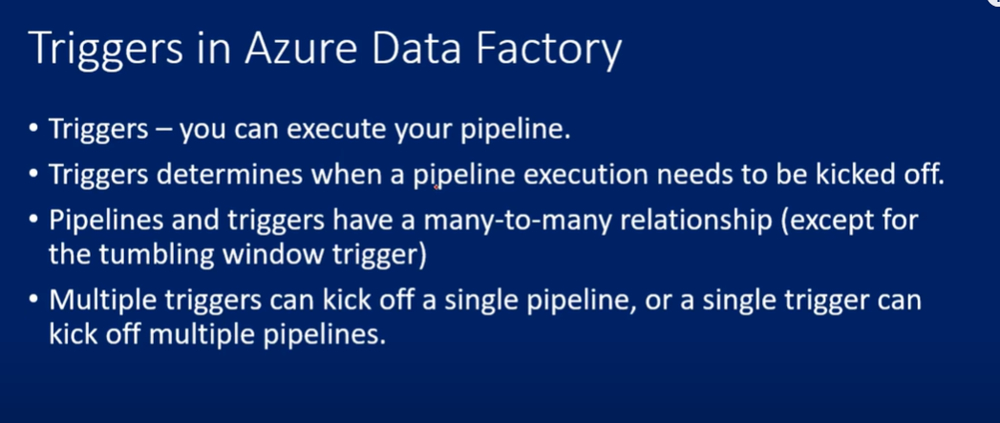 Triggers in Azure Data Factory
• Triggers – you can execute your pipeline.
• Triggers determines when a pipeline execution needs to be kicked off.
• Pipelines and triggers have a many-to-many relationship (except for
the tumbling window trigger)
• Multiple triggers can kick off a single pipeline, or a single trigger can
kick off multiple pipelines.